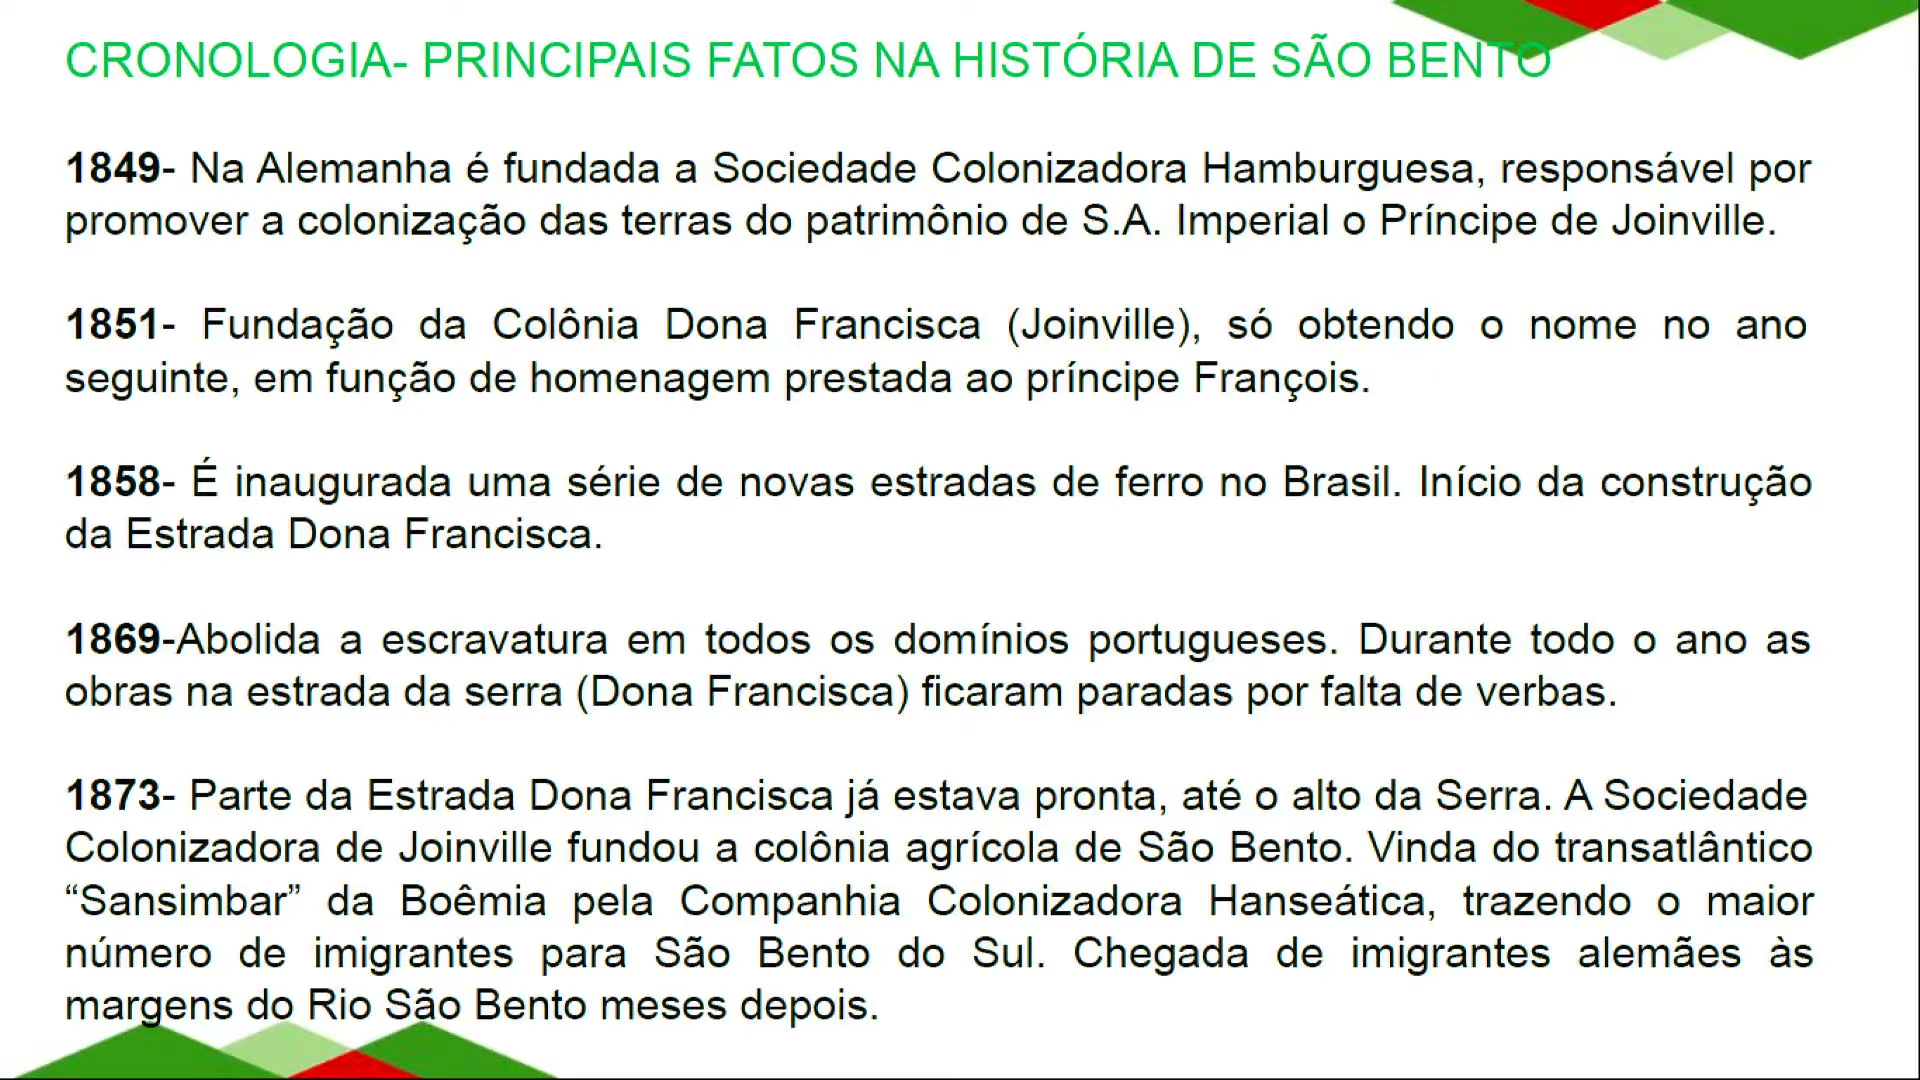 CRONOLOGIA- PRINCIPAIS FATOS NA HISTÓRIA DE SÃO BENTO
1849- Na Alemanha é fundada a Sociedade Colonizadora Hamburguesa, responsável por
promover a colonização das terras do patrimônio de S.A. Imperial o Príncipe de Joinville.
1851- Fundação da Colônia Dona Francisca (Joinville), só obtendo o nome no ano
seguinte, em função de homenagem prestada ao príncipe François.
1858- É inaugurada uma série de novas estradas de ferro no Brasil. Início da construção
da Estrada Dona Francisca.
1869-Abolida a escravatura em todos os domínios portugueses. Durante todo o ano as
obras na estrada da serra (Dona Francisca) ficaram paradas por falta de verbas.
1873- Parte da Estrada Dona Francisca já estava pronta, até o alto da Serra. A Sociedade
Colonizadora de Joinville fundou a colônia agrícola de São Bento. Vinda do transatlântico
“Sansimbar” da Boêmia pela Companhia Colonizadora Hanseática, trazendo o maior
número de imigrantes para São Bento do Sul. Chegada de imigrantes alemães às
margens do Rio São Bento meses depois.